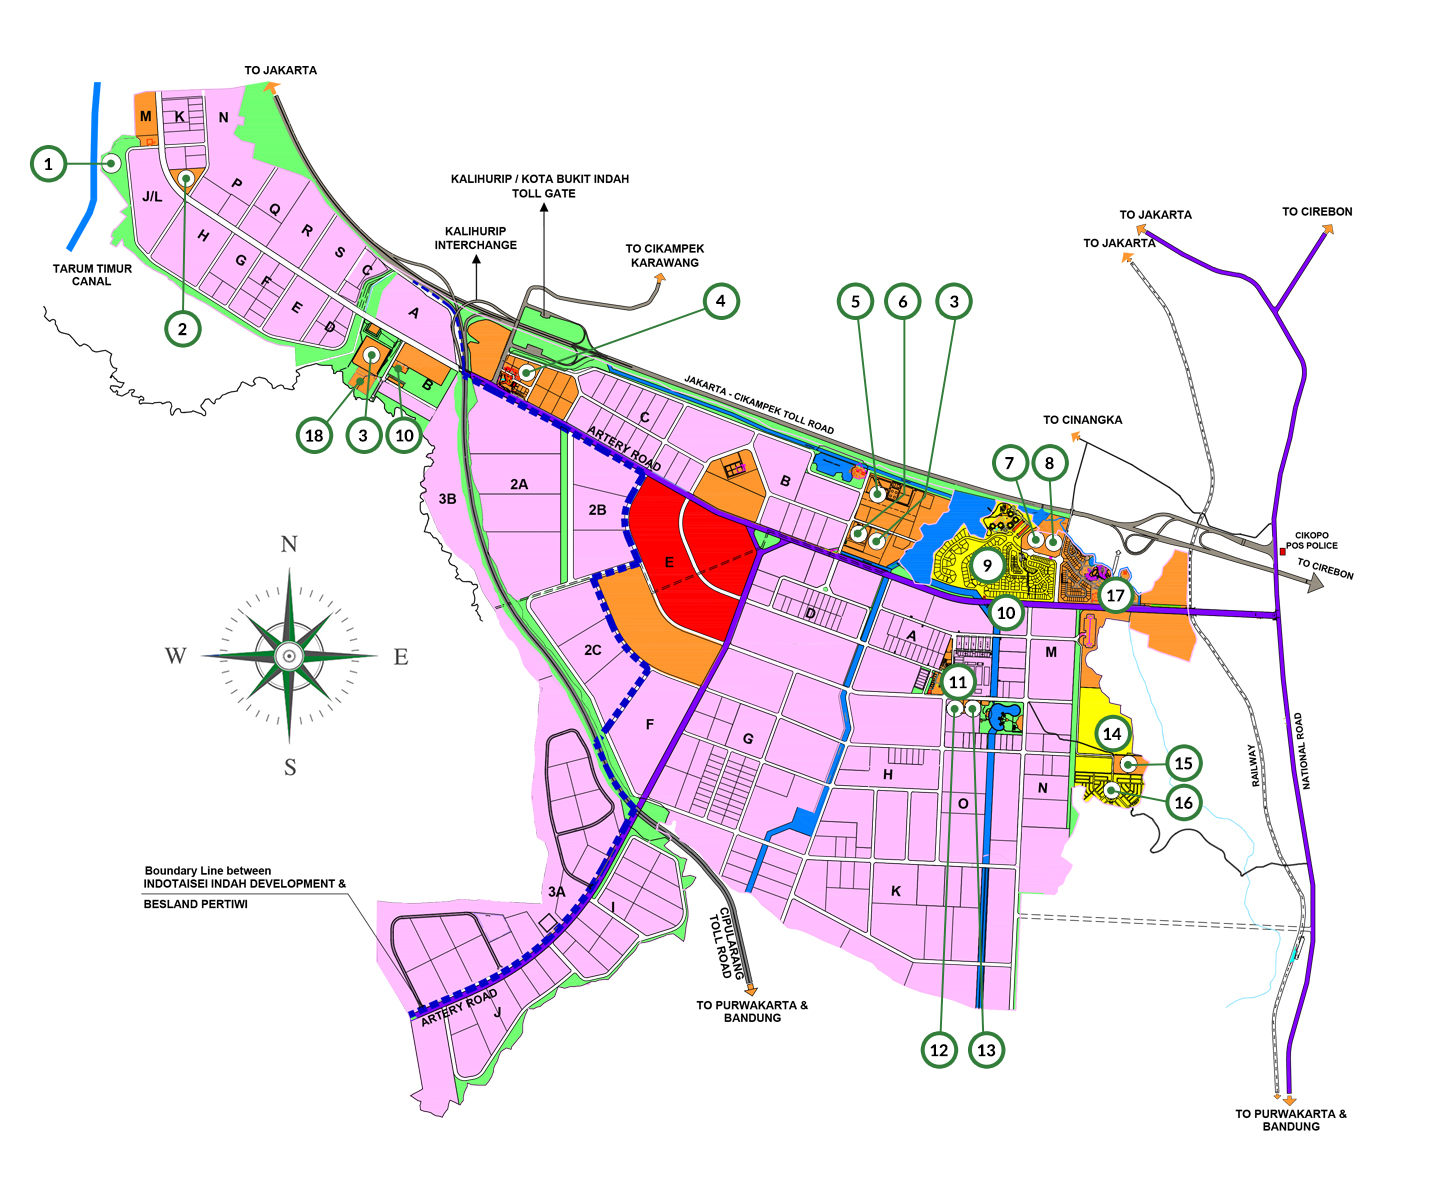 TO JAKARTA
M
K
N
1
J/L
2
P
Q
R
S
C
H
G
F
E
D
TARUM TIMUR
CANAL
KALIHURIP / KOTA BUKIT INDAH
TOLL GATE
KALIHURIP
INTERCHANGE
TO CIKAMPEK
KARAWANG
4
5
6
3
TO JAKARTA
TO JAKARTA
TO CIREBON
A
B
18
3
10
JAKARTA - CIKAMPEK TOLL ROAD
C
ARTERY ROAD
B
TO CINANGKA
7
8
CIKOPO
POS POLICE
TO CIREBON
3B
2A
2B
E
9
10
17
D
A
M
2C
F
G
11
H
O
N
K
14
15
16
RAILWAY
NATIONAL ROAD
N
W
E
S
Boundary Line between
INDOTAISEI INDAH DEVELOPMENT &
BESLAND PERTIWI
3A
I
J
ARTERY ROAD
CIPULARANG
TOLL ROAD
TO PURWAKARTA &
BANDUNG
12
13
TO PURWAKARTA &
BANDUNG